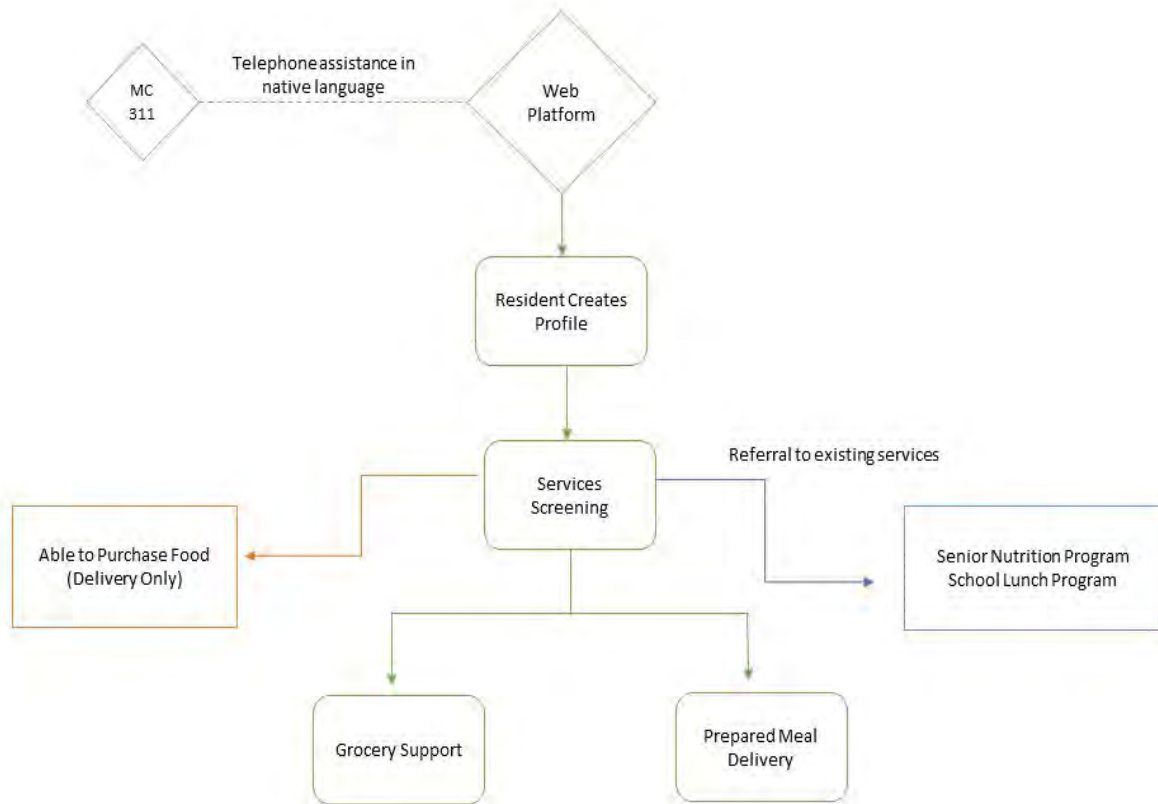 Telephone assistance in
native language
MC
311
Web
Platform
Resident Creates
Profile
Services
Screening
Referral to existing services
Able to Purchase Food
(Delivery Only)
Senior Nutrition Program
School Lunch Program
Grocery Support
Prepared Meal
Delivery